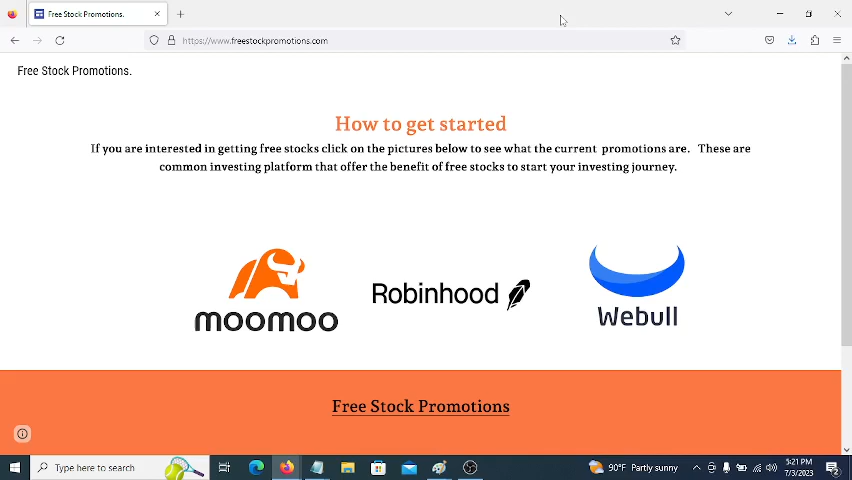 Free Stock Promotions.
https://www.freestockpromotions.com
Free Stock Promotions.
How to get started
If you are interested in getting free stocks click on the pictures below to see what the current promotions are. These are
common investing platform that offer the benefit of free stocks to start your investing journey.
moomoo
Robinhood
Webull
Free Stock Promotions
Type here to search
90°F Partly sunny
5:21 PM
7/3/2023
2